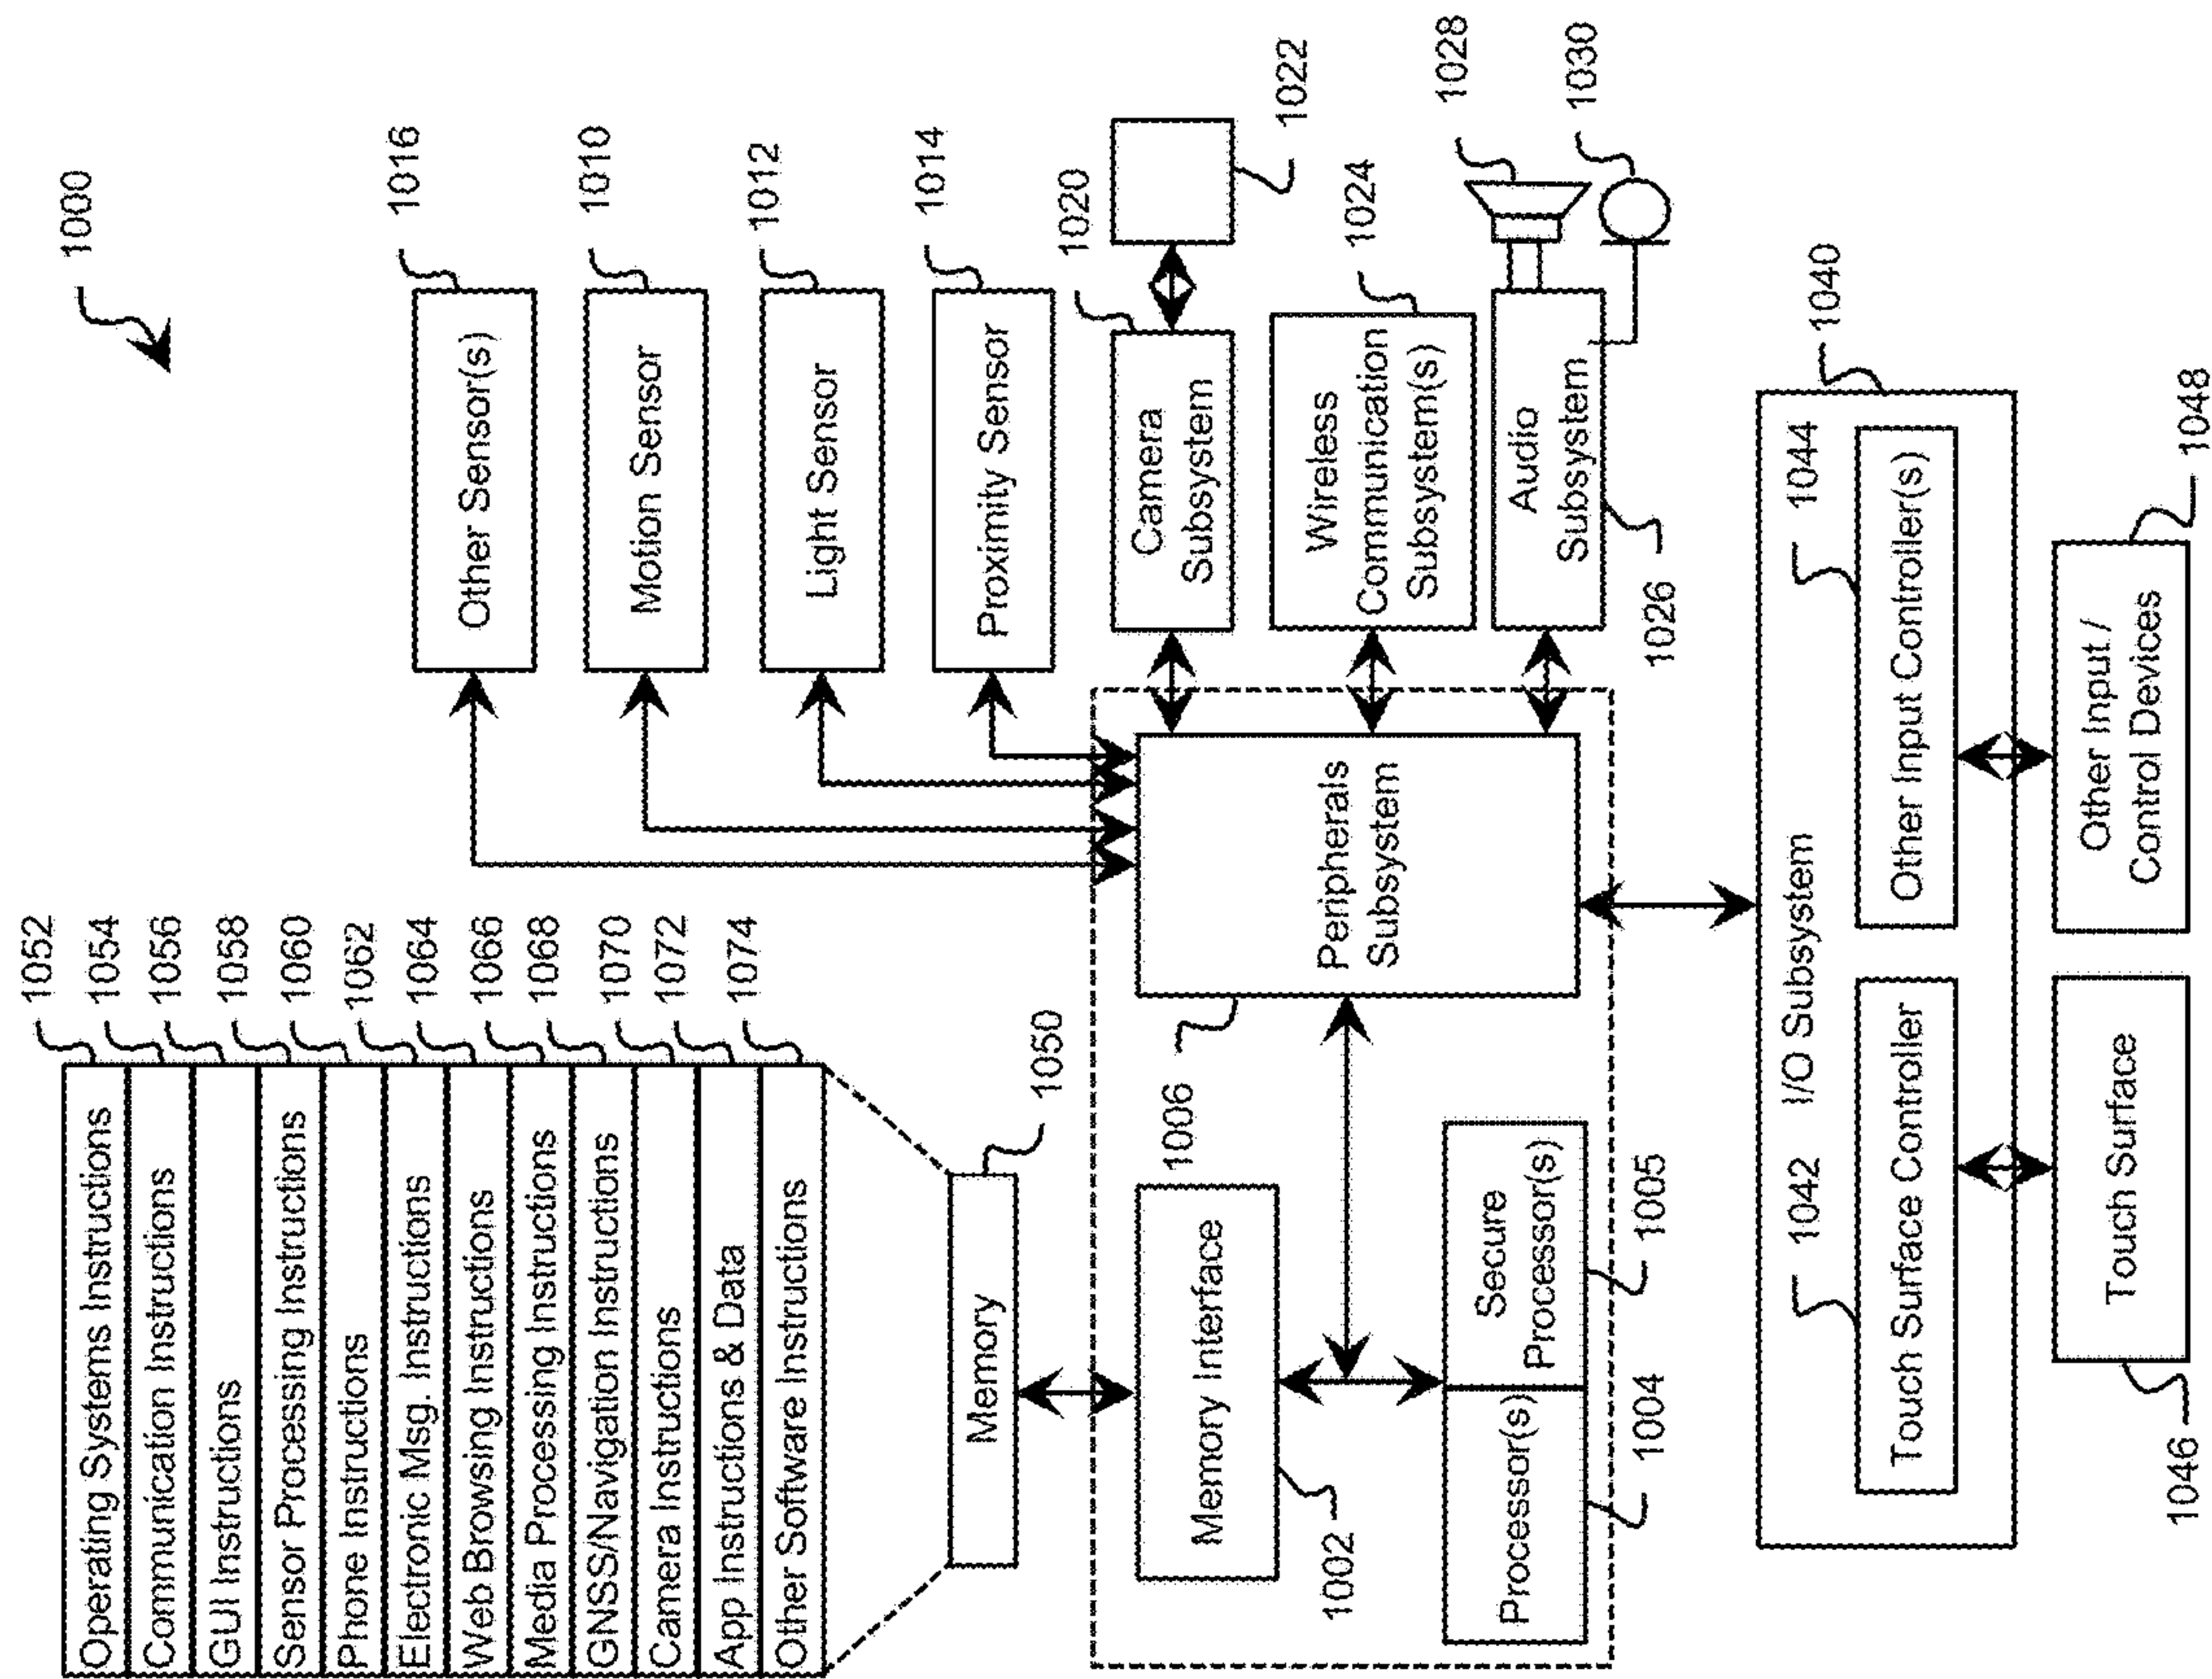 1000
Operating Systems Instructions
1052
Communication Instructions
1054
GUI Instructions
1056
Sensor Processing Instructions
1058
Phone Instructions
1060
Electronic Msg. Instructions
1062
Web Browsing Instructions
1064
Media Processing Instructions
1066
GNSS/Navigation Instructions
1068
Camera Instructions
1070
App Instructions & Data
1072
Other Software Instructions
1074
Memory
1050
Other Sensor(s)
1016
Motion Sensor
1010
Light Sensor
1012
Proximity Sensor
1014
Camera
Subsystem
1020
1022
Wireless
Communication
Subsystem(s)
1024
Audio
Subsystem
1026
1028
1030
Memory Interface
1002
1006
Peripherals
Subsystem
Processor(s)
1004
Secure
Processor(s)
1005
1042
I/O Subsystem
1044
1040
Touch Surface Controller
Other Input Controller(s)
Touch Surface
1046
Other Input /
Control Devices
1048